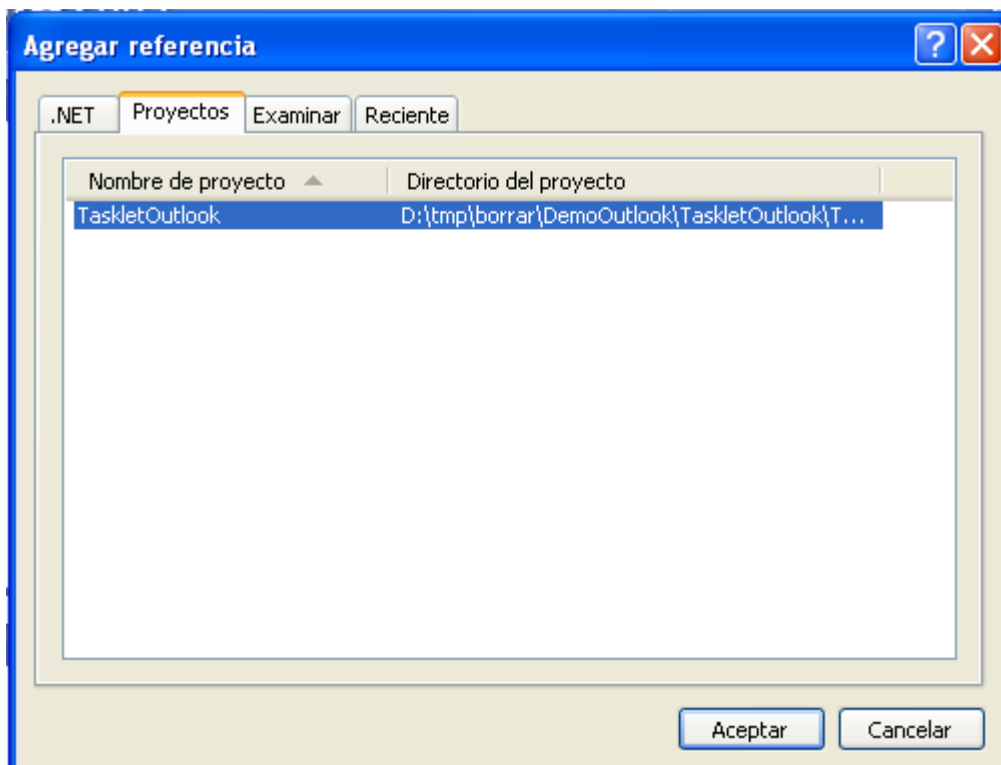 Agregar referencia
.NET Proyectos Examinar Reciente
Nombre de proyecto Directorio del proyecto
TaskletOutlook D:\tmp\borrar\DemoOutlook\TaskletOutlook\T...
Aceptar Cancelar